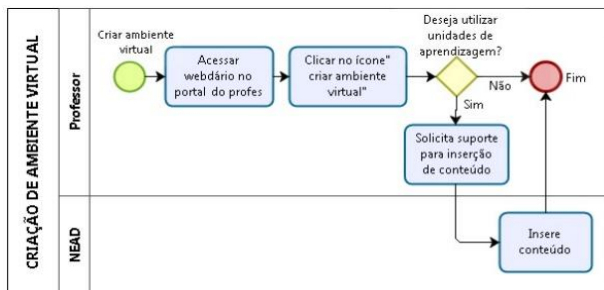 CRIAÇÃO DE AMBIENTE VIRTUAL
Professor
Criar ambiente
virtual
Acessar
webdário no
portal do profes
Clicar no ícone"
criar ambiente
virtual"
Deseja utilizar
unidades de
aprendizagem?
Não
Fim
Sim
Solicita suporte
para inserção
de conteúdo
NEAD
Insere
conteúdo